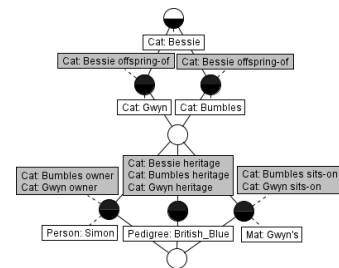 Cat: Bessie
Cat: Bessie offspring-of
Cat: Bessie offspring-of
Cat: Gwyn
Cat: Bumbles
Cat: Bumbles owner
Cat: Gwyn owner
Cat: Bessie heritage
Cat: Bumbles heritage
Cat: Gwyn heritage
Cat: Bumbles sits-on
Cat: Gwyn sits-on
Person: Simon
Pedigree: British_Blue
Mat: Gwyn's